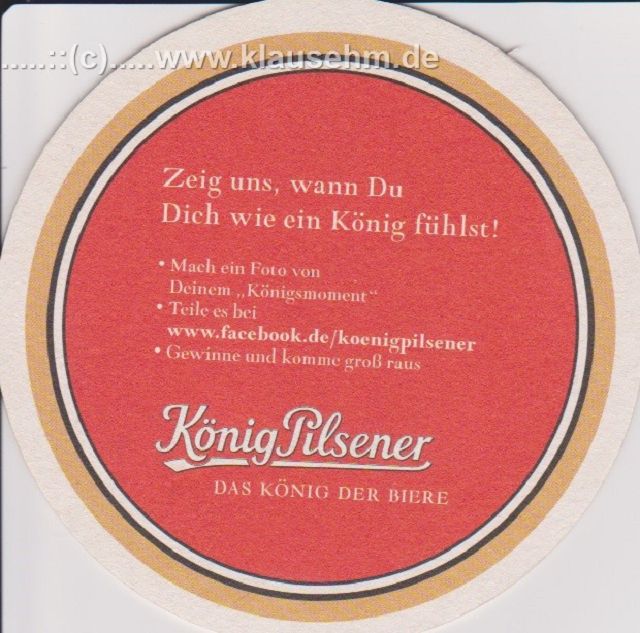 .....::(c).....www.klausehm.de
Zeig uns, wann Du
Dich wie ein König fühlst!
• Mach ein Foto von
Deinem „Königsmoment“
• Teile es bei
www.facebook.de/koenigpilsener
• Gewinne und komme groß raus
König Pilsener
DAS KÖNIG DER BIERE